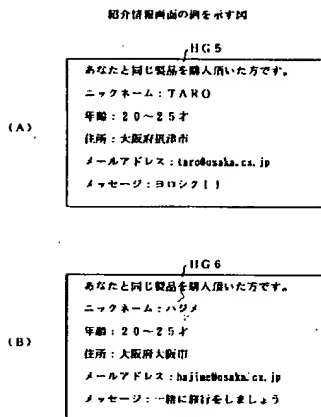 紹介情報画面の例を示す図
HG5
(A)
あなたと同じ製品を購入頂いた方です。
ニックネーム：TARO
年齢：20～25才
住所：大阪府摂津市
メールアドレス：taro@osaka.cx.jp
メッセージ：ヨロシク!!
HG6
(B)
あなたと同じ製品を購入頂いた方です。
ニックネーム：ハジメ
年齢：20～25才
住所：大阪府大阪市
メールアドレス：hajime@osaka.cx.jp
メッセージ：一緒に旅行をしましょう